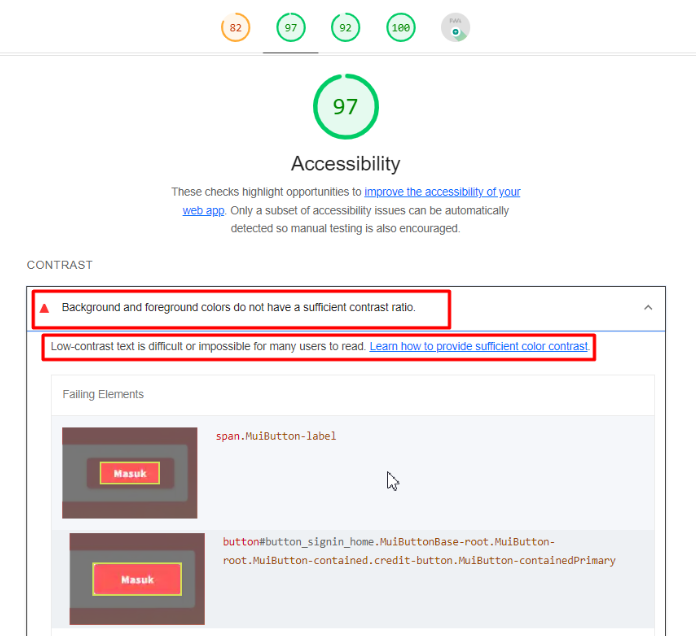 82 97 92 100 PWA
97
Accessibility
These checks highlight opportunities to improve the accessibility of your
web app. Only a subset of accessibility issues can be automatically
detected so manual testing is also encouraged.
CONTRAST
Background and foreground colors do not have a sufficient contrast ratio.
Low-contrast text is difficult or impossible for many users to read. Learn how to provide sufficient color contrast.
Failing Elements
Masuk
span.MuiButton-label
Masuk
button#button_signin_home.MuiButtonBase-root.MuiButton-
root.MuiButton-contained.credit-button.MuiButton-containedPrimary